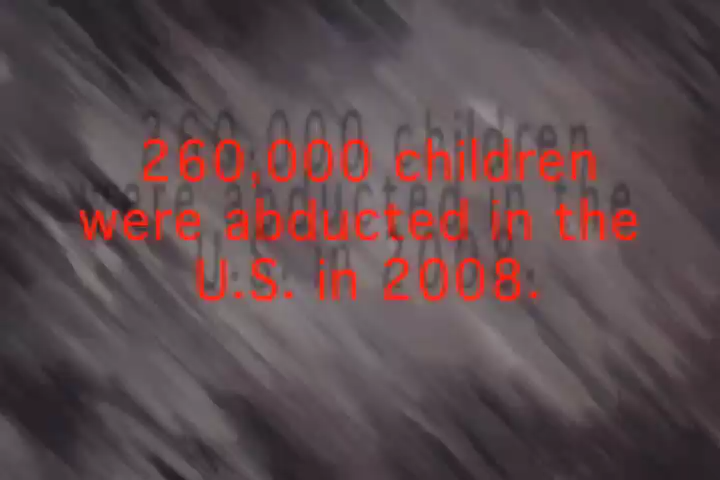 260,000 children
were abducted in the
U.S. in 2008.